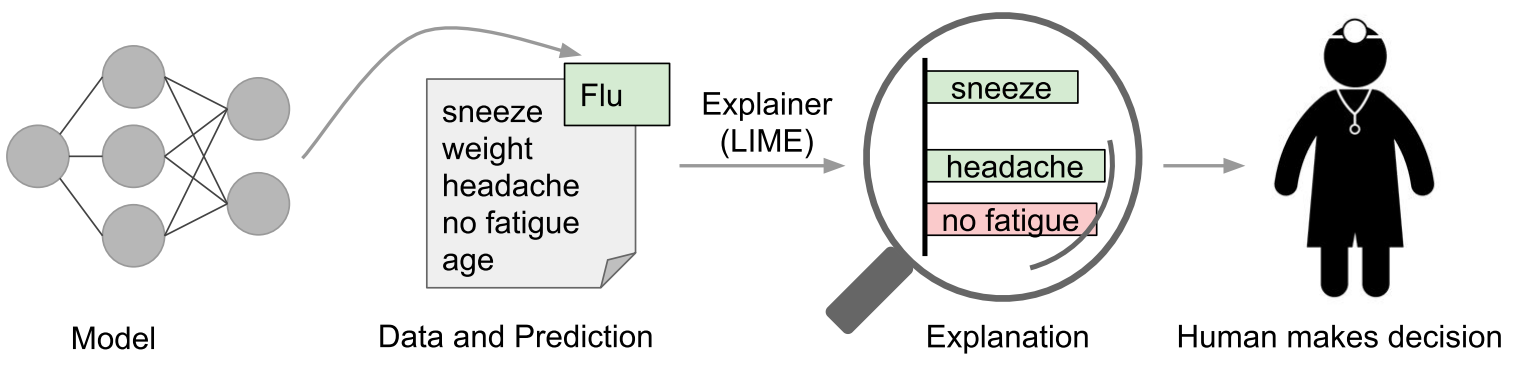 Flu
sneeze
weight
headache
no fatigue
age
Explainer
(LIME)
sneeze
headache
no fatigue
Model
Data and Prediction
Explanation
Human makes decision